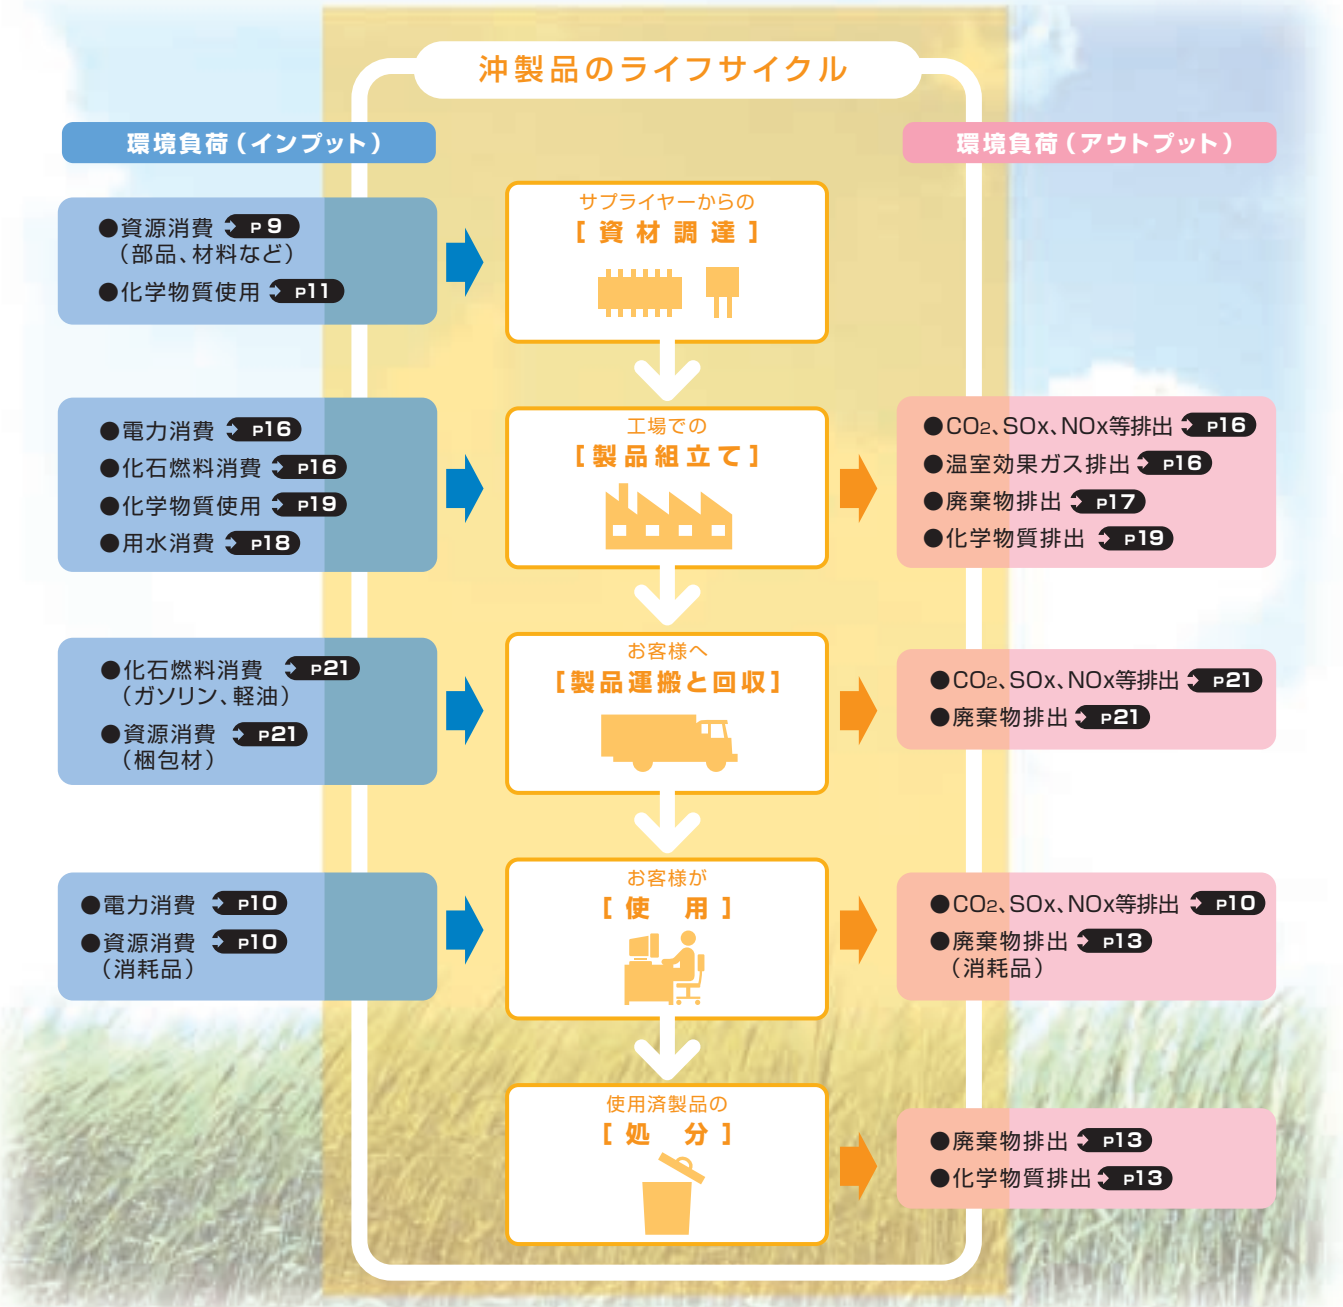 沖製品のライフサイクル
環境負荷(インプット)
環境負荷(アウトプット)
●資源消費 P9
(部品、材料など)
●化学物質使用 P11
サプライヤーからの
[資材調達]
●電力消費 P16
●化石燃料消費 P16
●化学物質使用 P19
●用水消費 P18
工場での
[製品組立て]
●CO2、SOx、NOx等排出 P16
●温室効果ガス排出 P16
●廃棄物排出 P17
●化学物質排出 P19
●化石燃料消費 P21
(ガソリン、軽油)
●資源消費 P21
(梱包材)
お客様へ
[製品運搬と回収]
●CO2、SOx、NOx等排出 P21
●廃棄物排出 P21
●電力消費 P10
●資源消費 P10
(消耗品)
お客様が
[使 用]
●CO2、SOx、NOx等排出 P10
●廃棄物排出 P13
(消耗品)
使用済製品の
[処 分]
●廃棄物排出 P13
●化学物質排出 P13